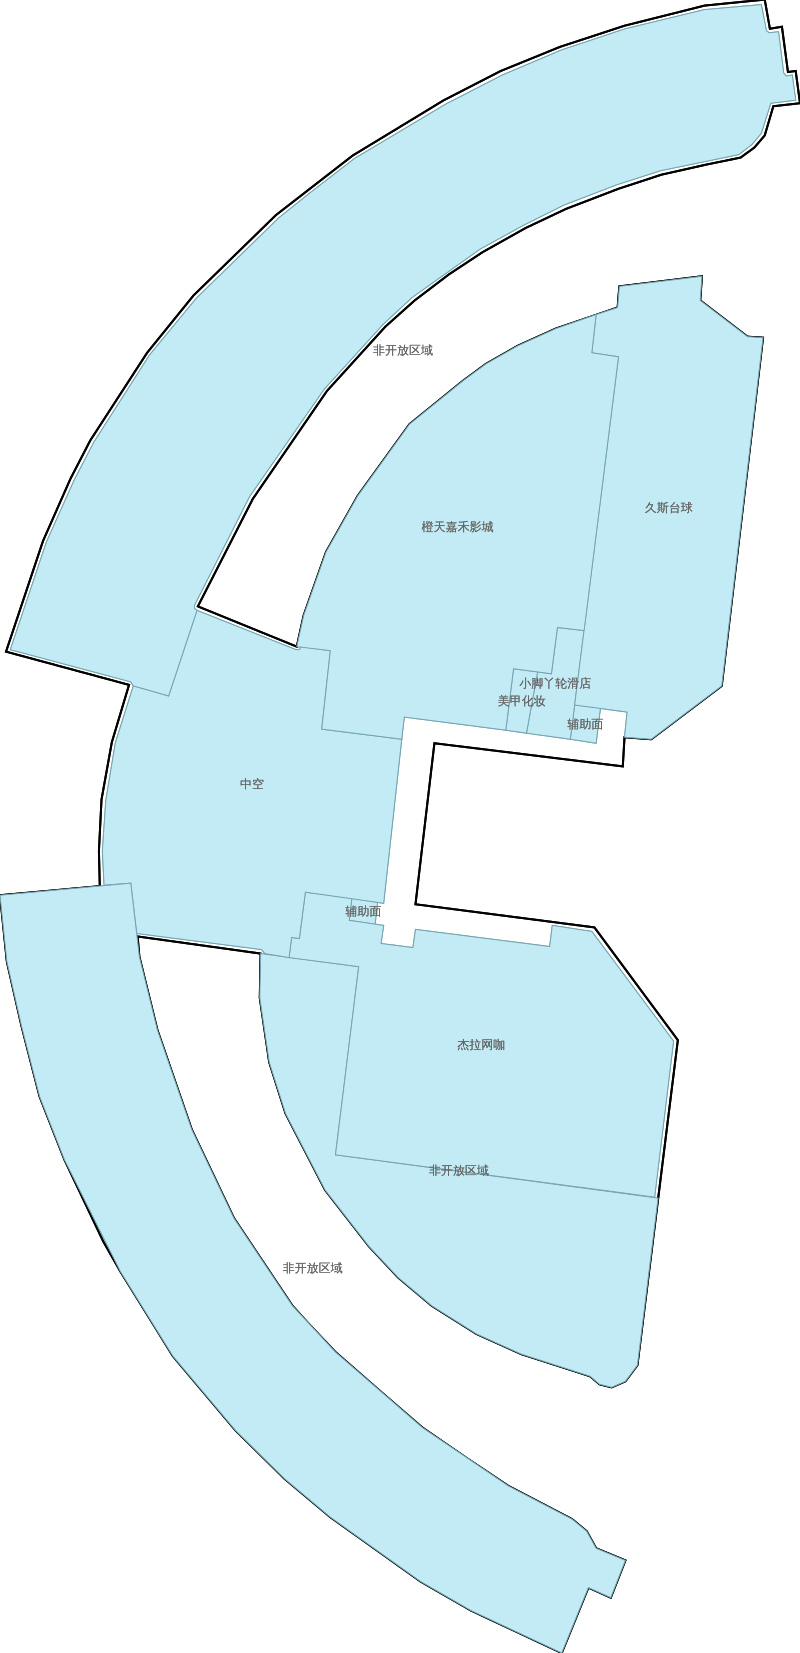 非开放区域
久斯台球
橙天嘉禾影城
小脚丫轮滑店
美甲化妆
辅助面
中空
辅助面
杰拉网咖
非开放区域
非开放区域